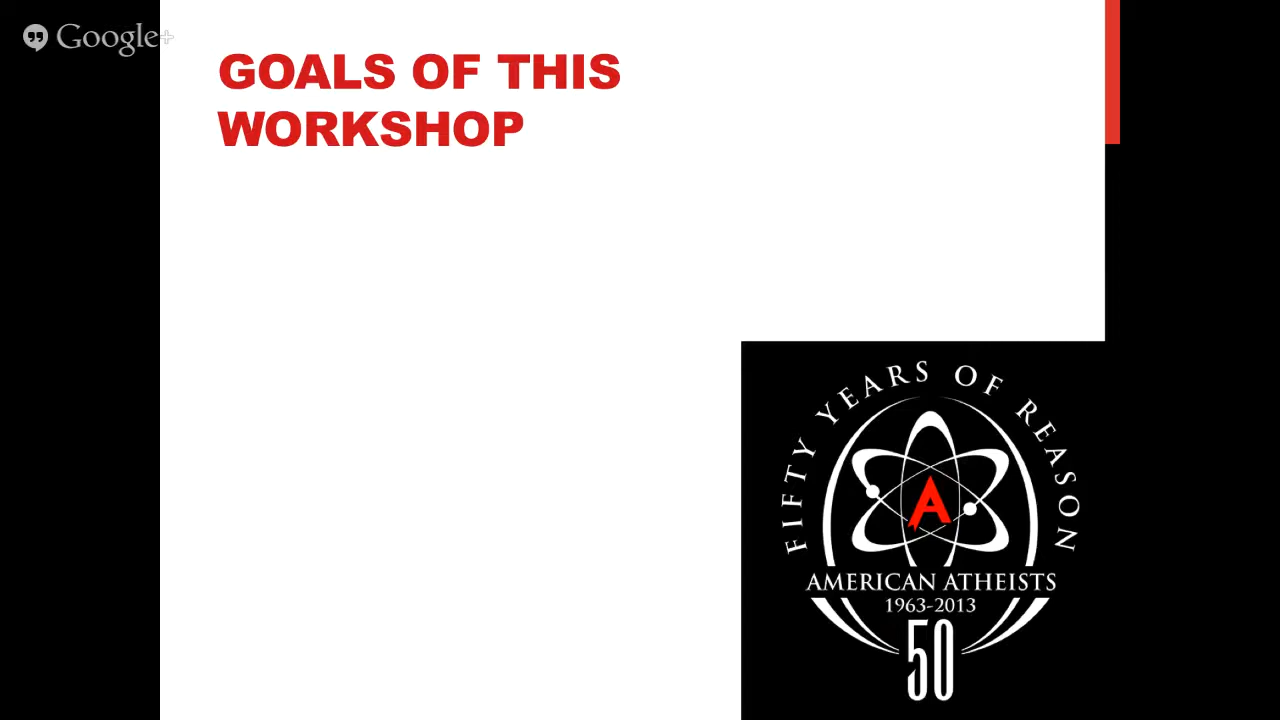 Google+
GOALS OF THIS
WORKSHOP
FIFTY YEARS OF REASON
A
AMERICAN ATHEISTS
1963-2013
50